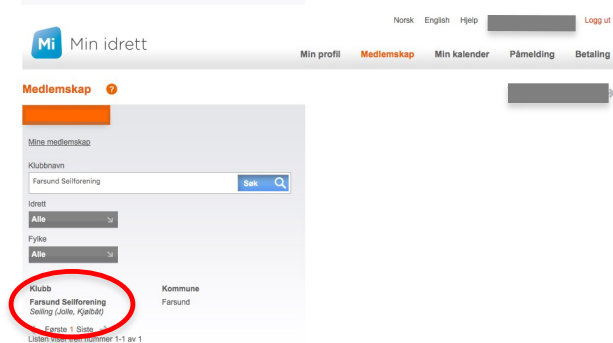 Norsk English Hjelp Logg ut
Mi Min idrett
Min profil Medlemskap Min kalender Påmelding Betaling
Medlemskap ?
Mine medlemskap
Klubbnavn
Farsund Seilforening Søk
Idrett
Alle
Fylke
Alle
Klubb Kommune
Farsund Seilforening Farsund
Seiling (Jolle, Kjølbåt)
Første 1 Siste
Listen viser treff nummer 1-1 av 1